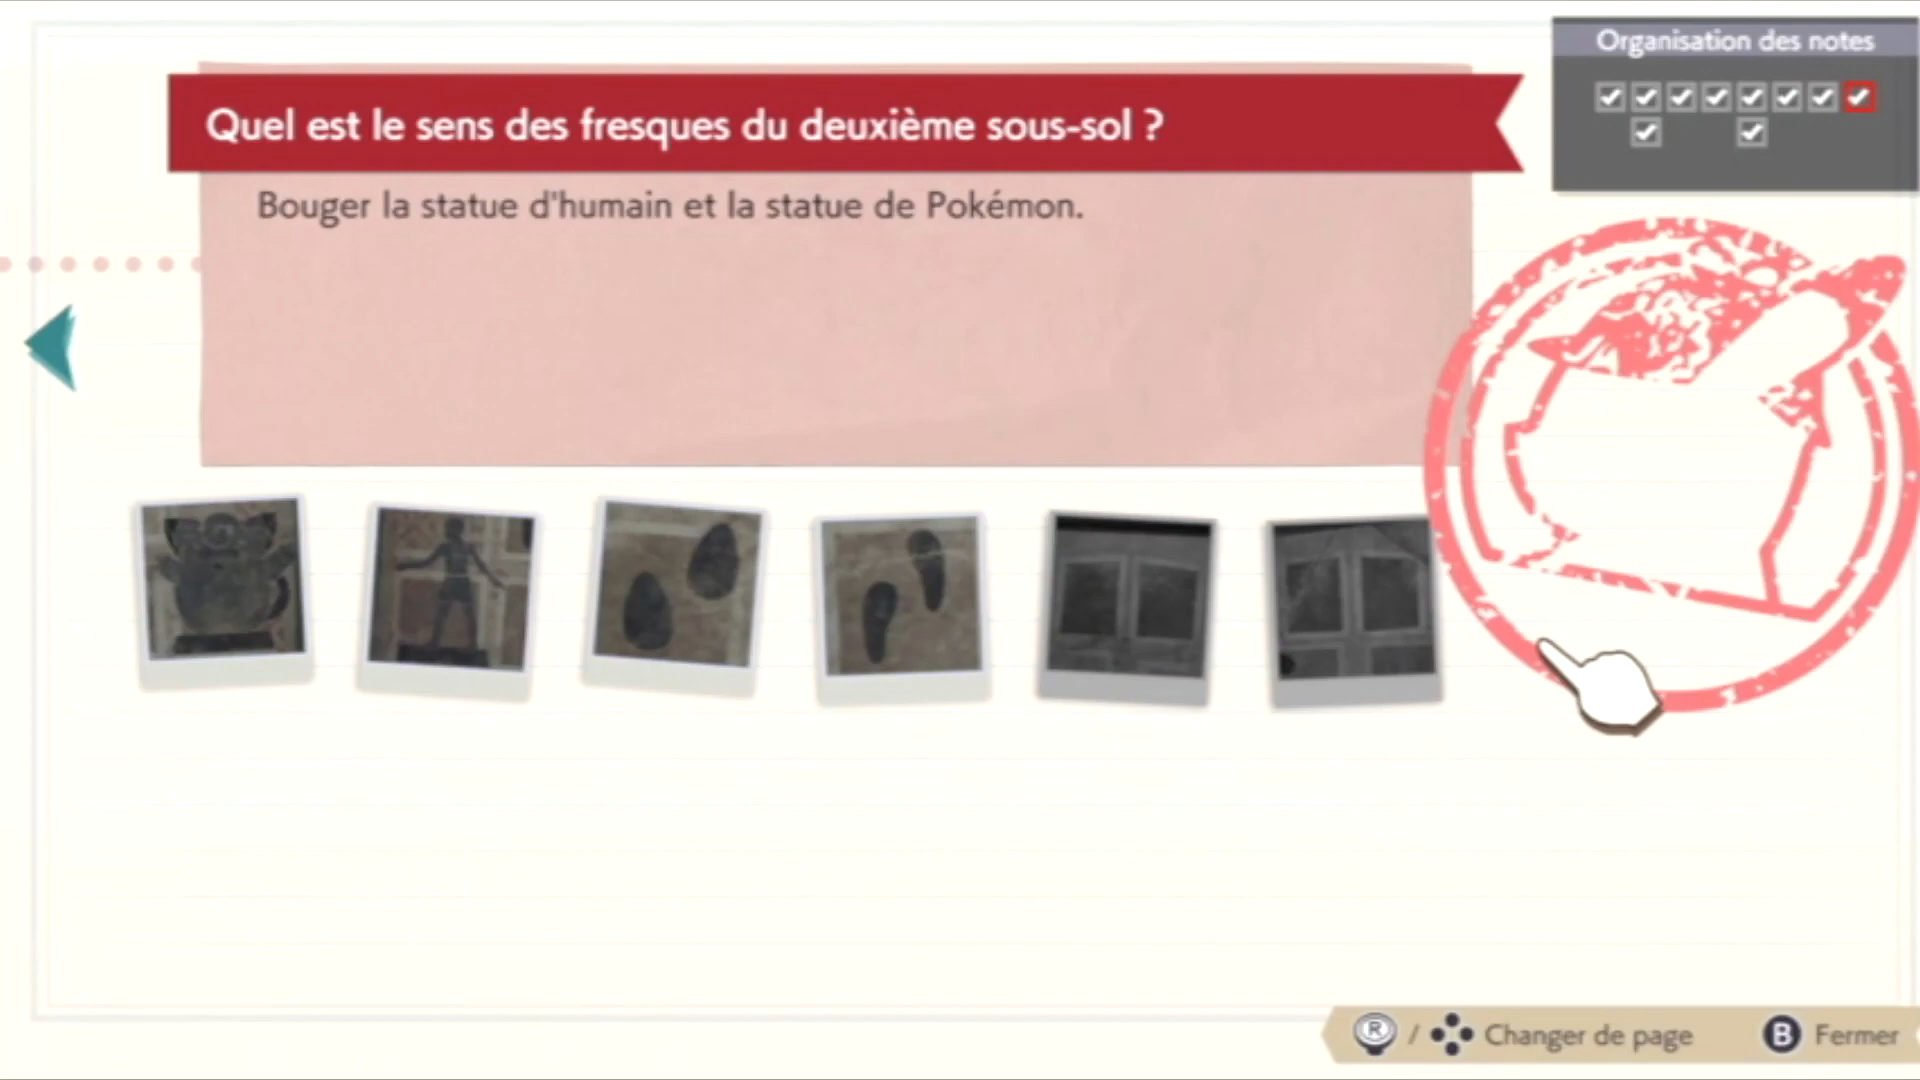 Organisation des notes
Quel est le sens des fresques du deuxième sous-sol ?
Bouger la statue d'humain et la statue de Pokémon.
R / Changer de page B Fermer